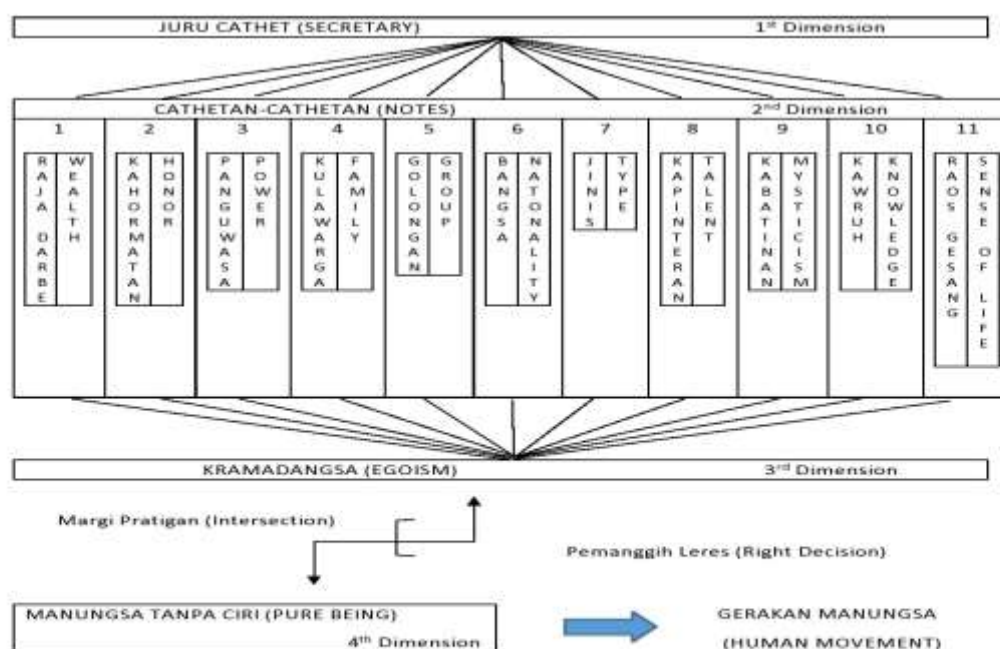 JURU CATHET (SECRETARY) 1st Dimension
CATHETAN-CATHETAN (NOTES) 2nd Dimension
1 2 3 4 5 6 7 8 9 10 11
RAJA DARBE
WEALTH
KAHORMATAN
HONOR
PANGUWASA
POWER
KULAWARGA
FAMILY
GOLONGAN
GROUP
BANGSA
NATONALITY
JINIS
TYPE
KAPINTERAN
TALENT
KABATINAN
MYSTICISM
KAWRUH
KNOWLEDGE
RAOS GESANG
SENSE OF LIFE
KRAMADANGSA (EGOISM) 3rd Dimension
Margi Pratigan (Intersection)
Pemanggih Leres (Right Decision)
MANUNGSA TANPA CIRI (PURE BEING)
4th Dimension
GERAKAN MANUNGSA
(HUMAN MOVEMENT)